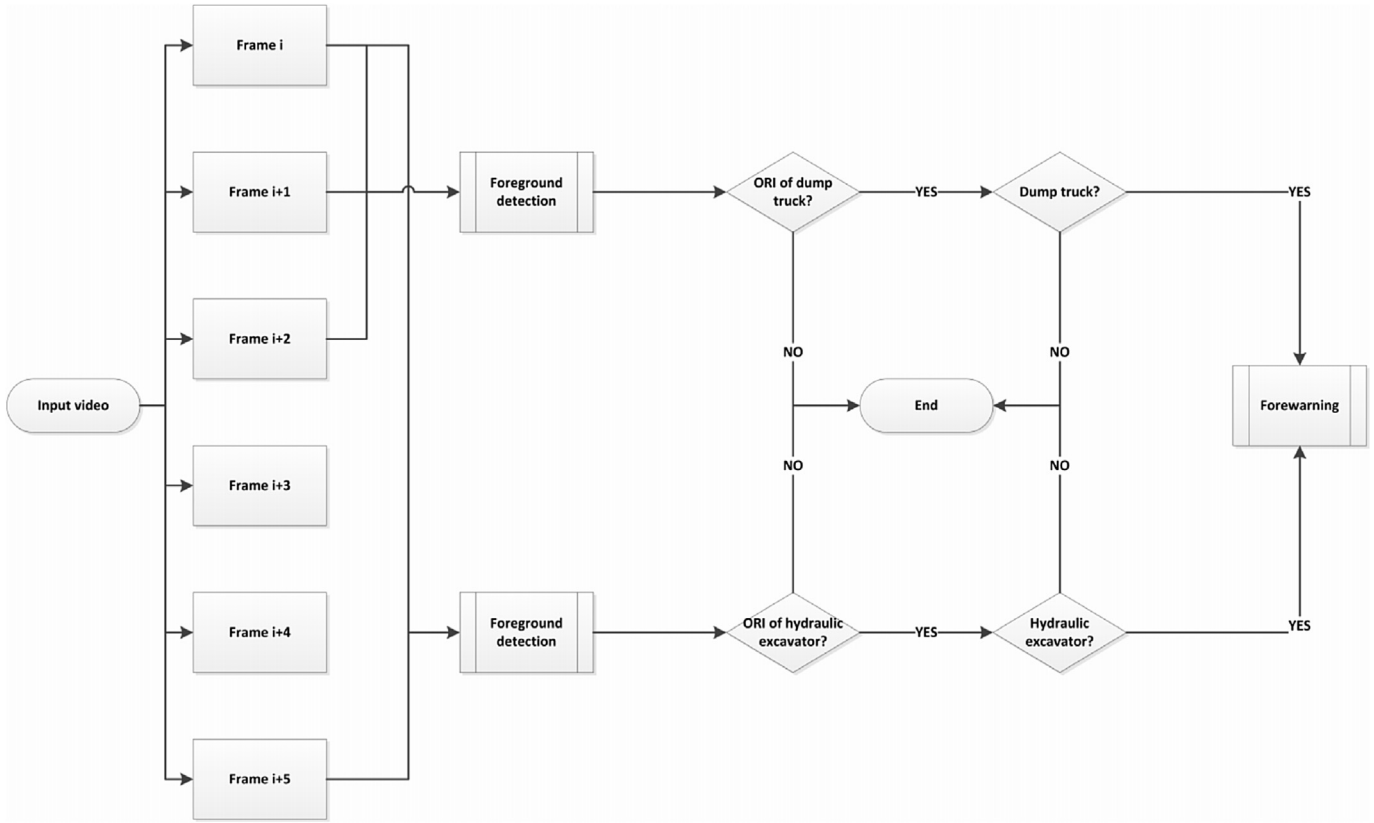 Frame i
Frame i+1
Frame i+2
Input video
Frame i+3
Frame i+4
Frame i+5
Foreground
detection
ORI of dump
truck?
YES
Dump truck?
YES
NO
NO
End
Forewarning
NO
NO
Foreground
detection
ORI of hydraulic
excavator?
YES
Hydraulic
excavator?
YES